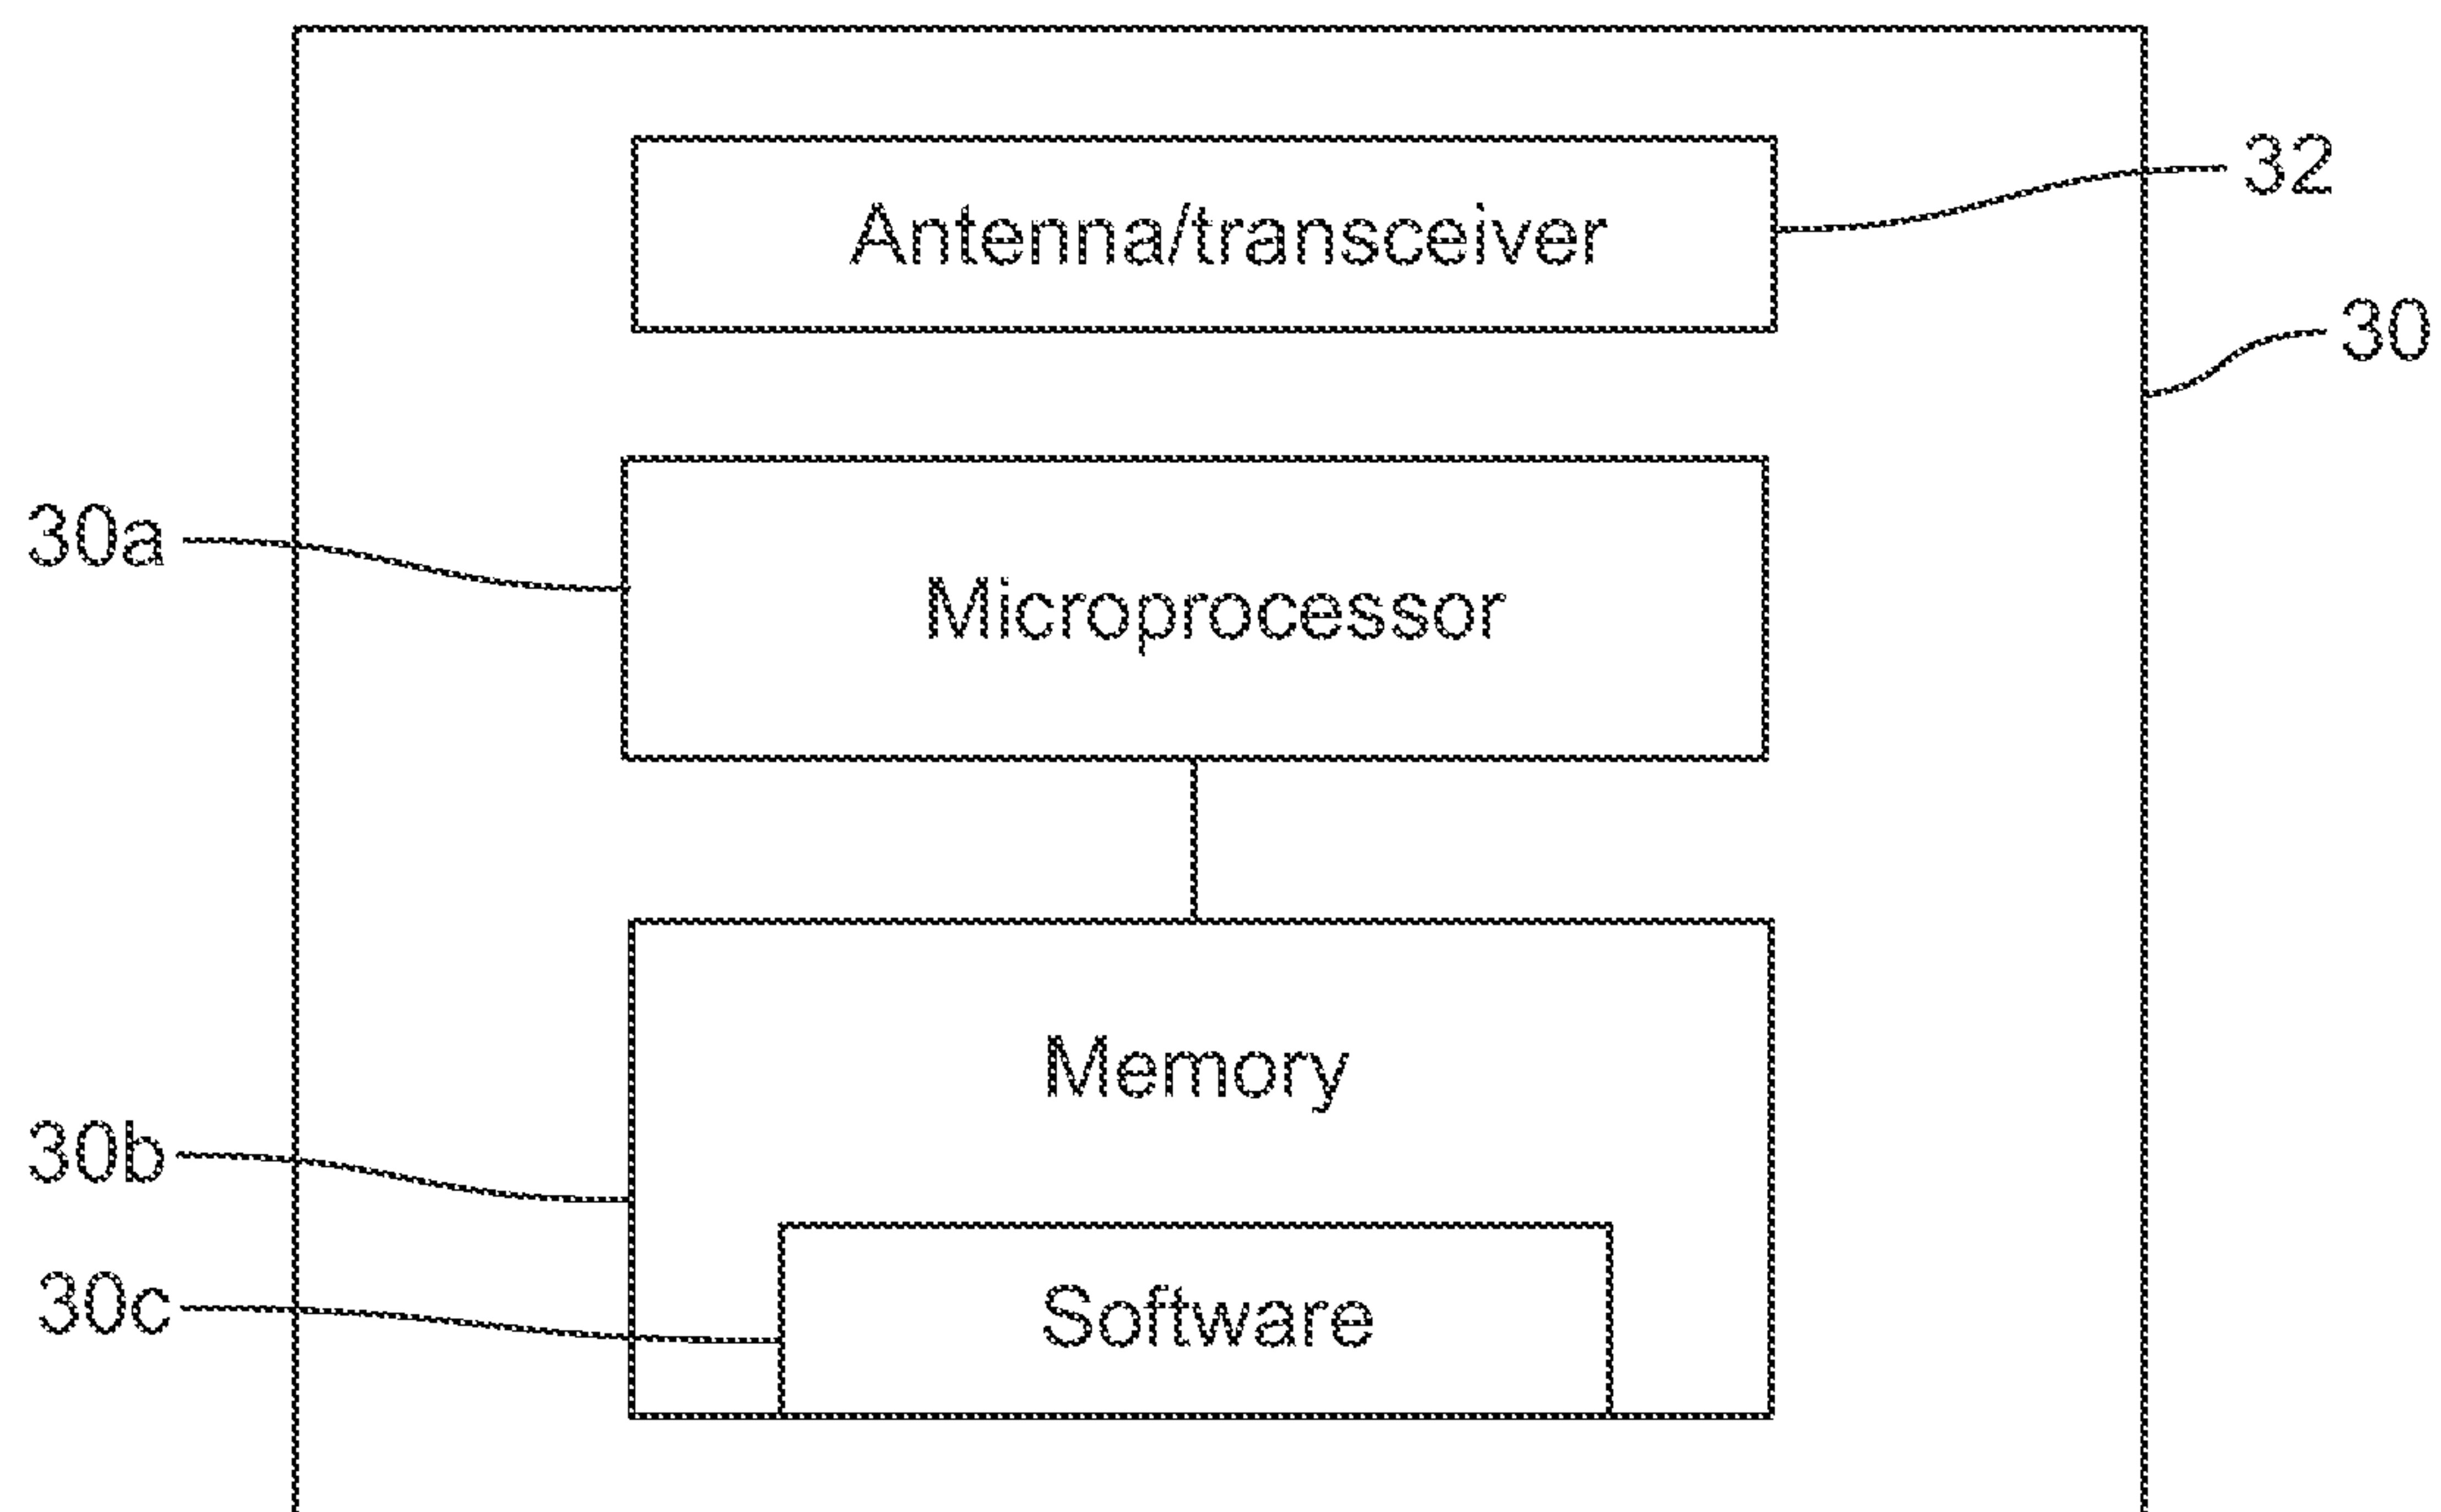 Antenna/transceiver
32
30
30a
Microprocessor
Memory
30b
30c
Software